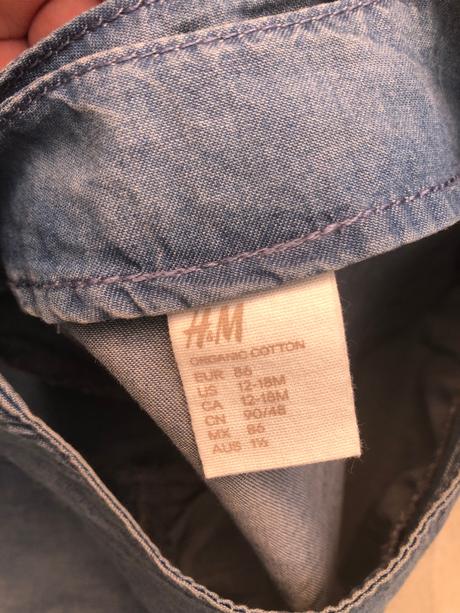 H&M
ORGANIC COTTON
EUR 86
US 12-18M
CA 12-18M
CN 90/48
MX 86
AUS 1½